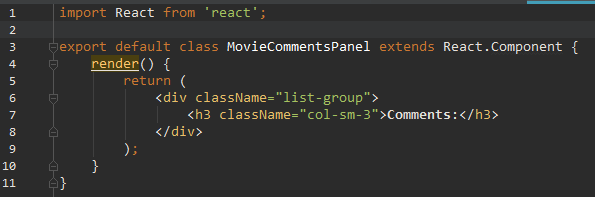 1 import React from 'react';
2
3 export default class MovieCommentsPanel extends React.Component {
4     render() {
5         return (
6             <div className="list-group">
7                 <h3 className="col-sm-3">Comments:</h3>
8             </div>
9         );
10     }
11 }